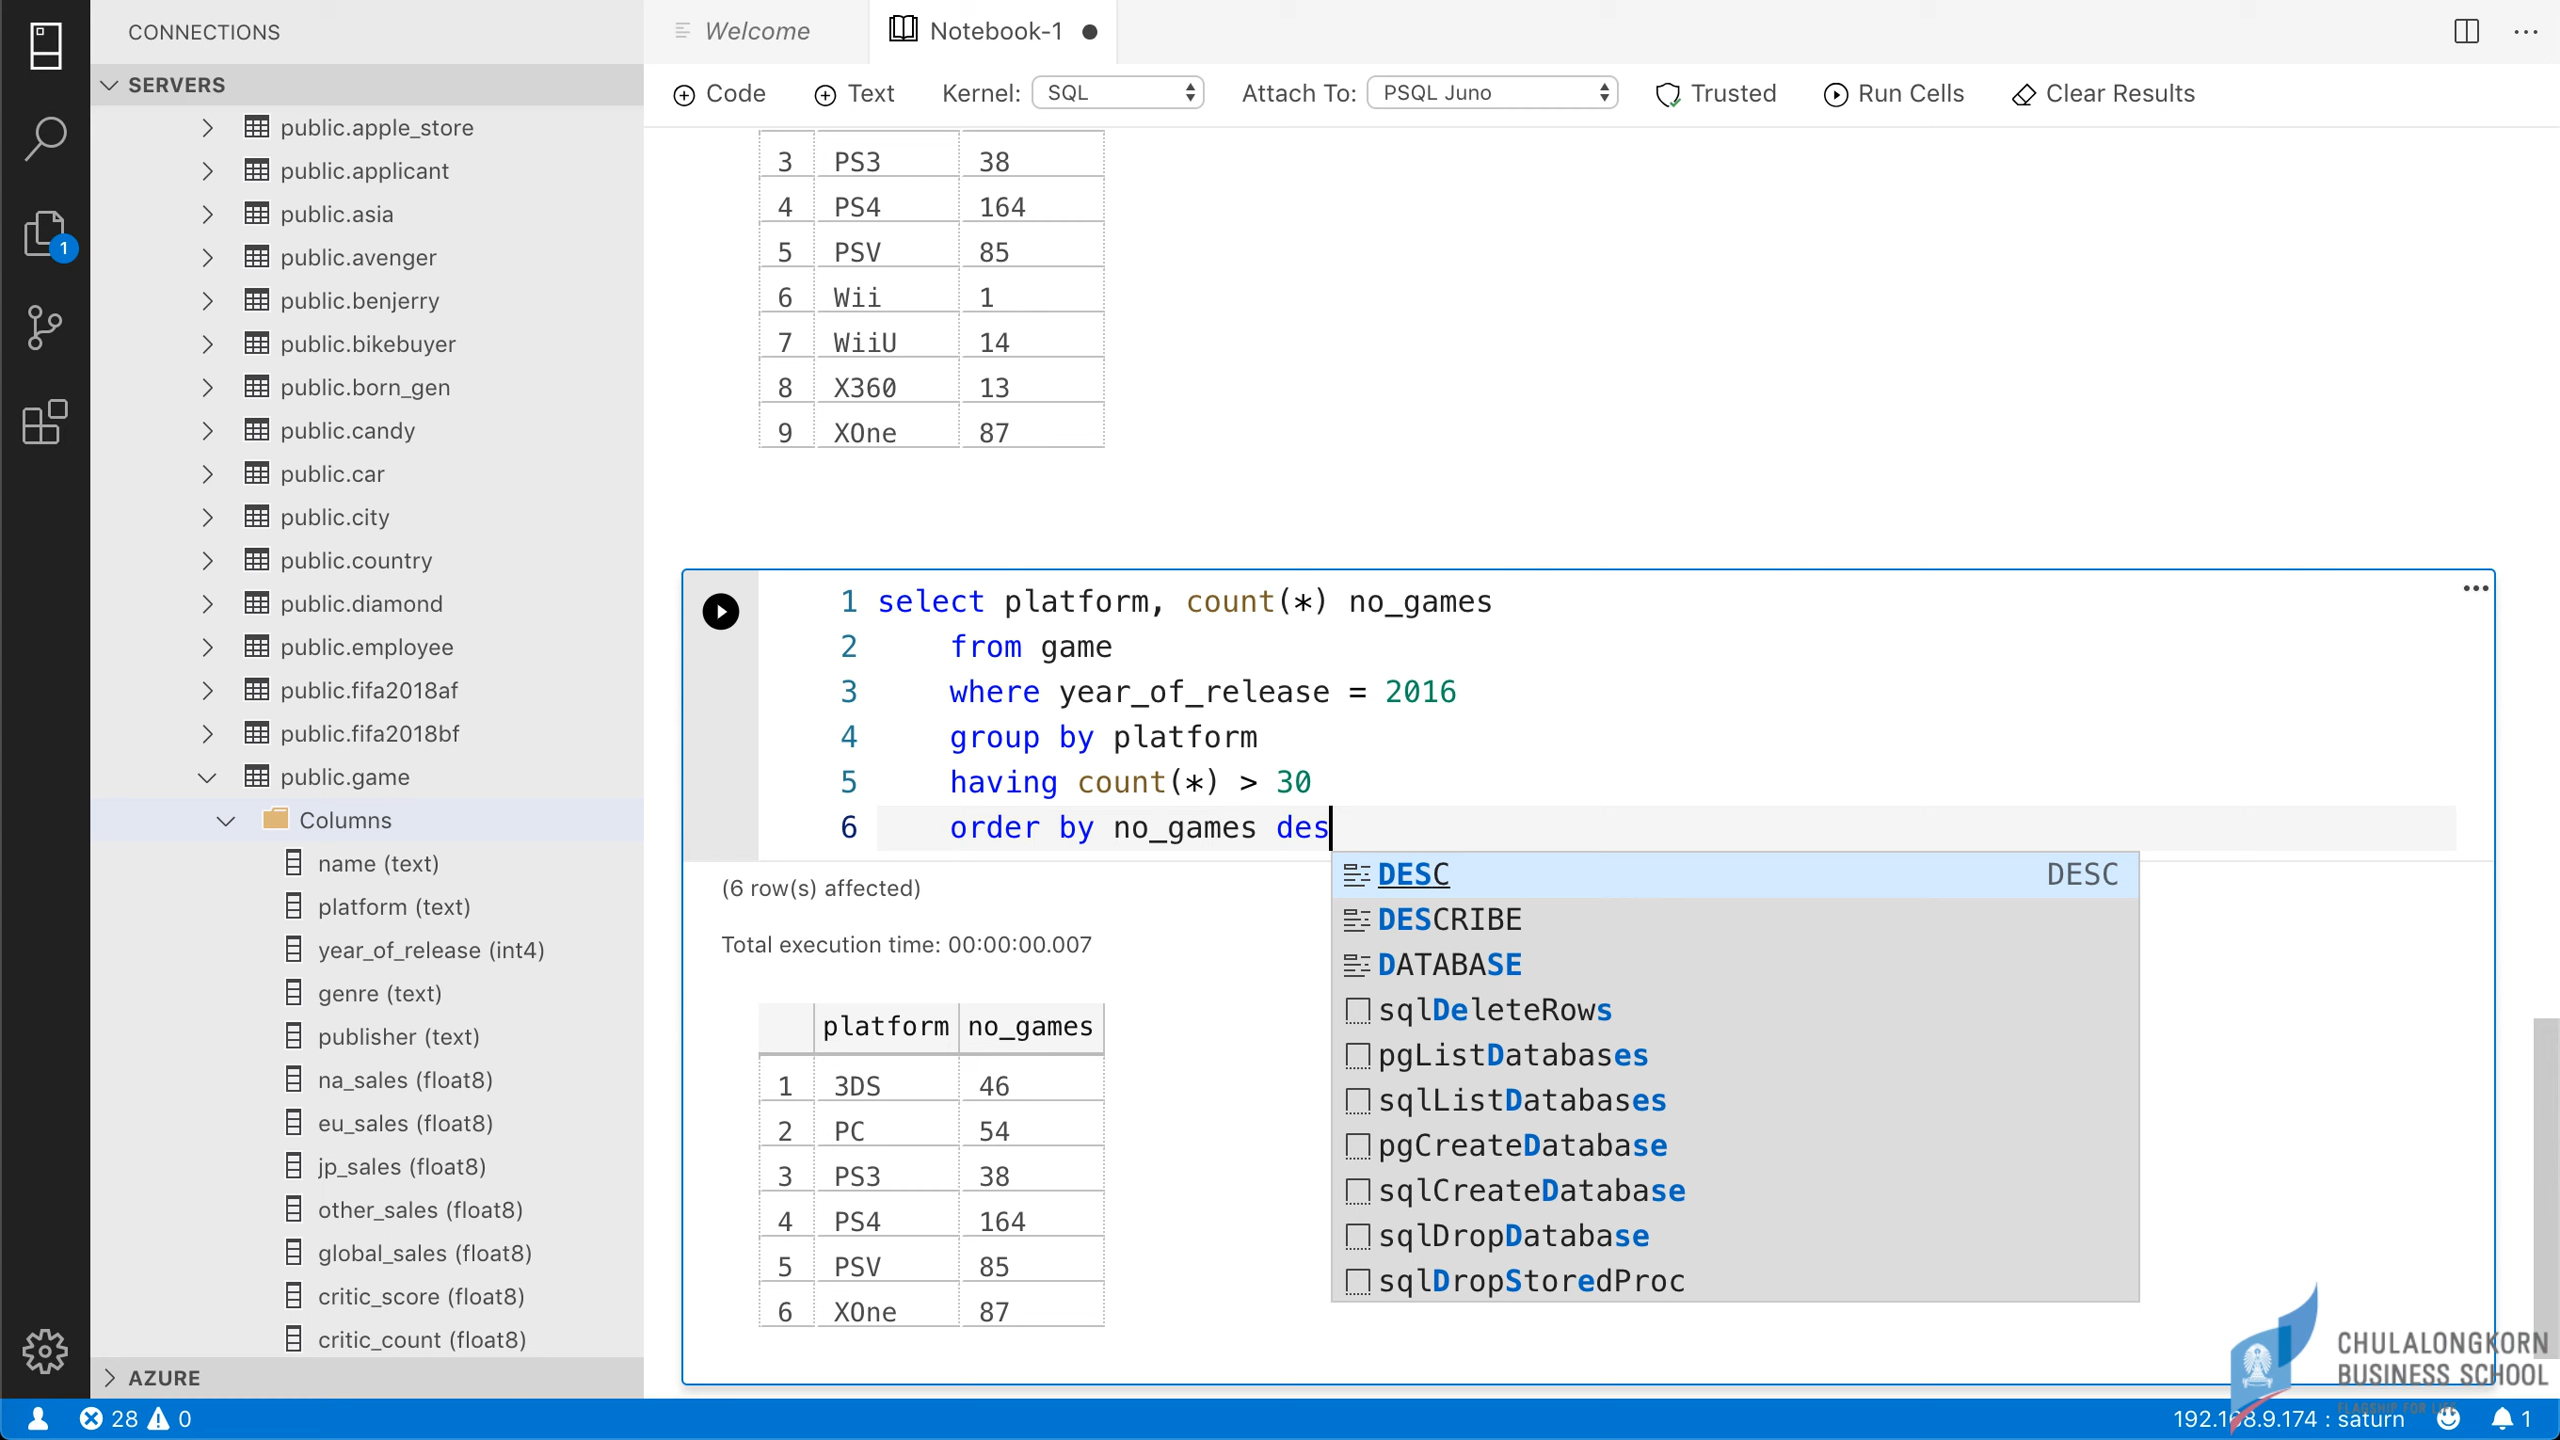 CONNECTIONS
SERVERS
public.apple_store
public.applicant
public.asia
public.avenger
public.benjerry
public.bikebuyer
public.born_gen
public.candy
public.car
public.city
public.country
public.diamond
public.employee
public.fifa2018af
public.fifa2018bf
public.game
Columns
name (text)
platform (text)
year_of_release (int4)
genre (text)
publisher (text)
na_sales (float8)
eu_sales (float8)
jp_sales (float8)
other_sales (float8)
global_sales (float8)
critic_score (float8)
critic_count (float8)
AZURE
1
Welcome
Notebook-1
Code Text Kernel: SQL Attach To: PSQL Juno Trusted Run Cells Clear Results
3 PS3 38
4 PS4 164
5 PSV 85
6 Wii 1
7 WiiU 14
8 X360 13
9 XOne 87
1 select platform, count(*) no_games
2 from game
3 where year_of_release = 2016
4 group by platform
5 having count(*) > 30
6 order by no_games des
DESC DESC
DESCRIBE
DATABASE
sqlDeleteRows
pgListDatabases
sqlListDatabases
pgCreateDatabase
sqlCreateDatabase
sqlDropDatabase
sqlDropStoredProc
(6 row(s) affected)
Total execution time: 00:00:00.007
platform no_games
1 3DS 46
2 PC 54
3 PS3 38
4 PS4 164
5 PSV 85
6 XOne 87
CHULALONGKORN
BUSINESS SCHOOL
FLAGSHIP FOR LIFE
28 0
192.168.9.174 : saturn
1